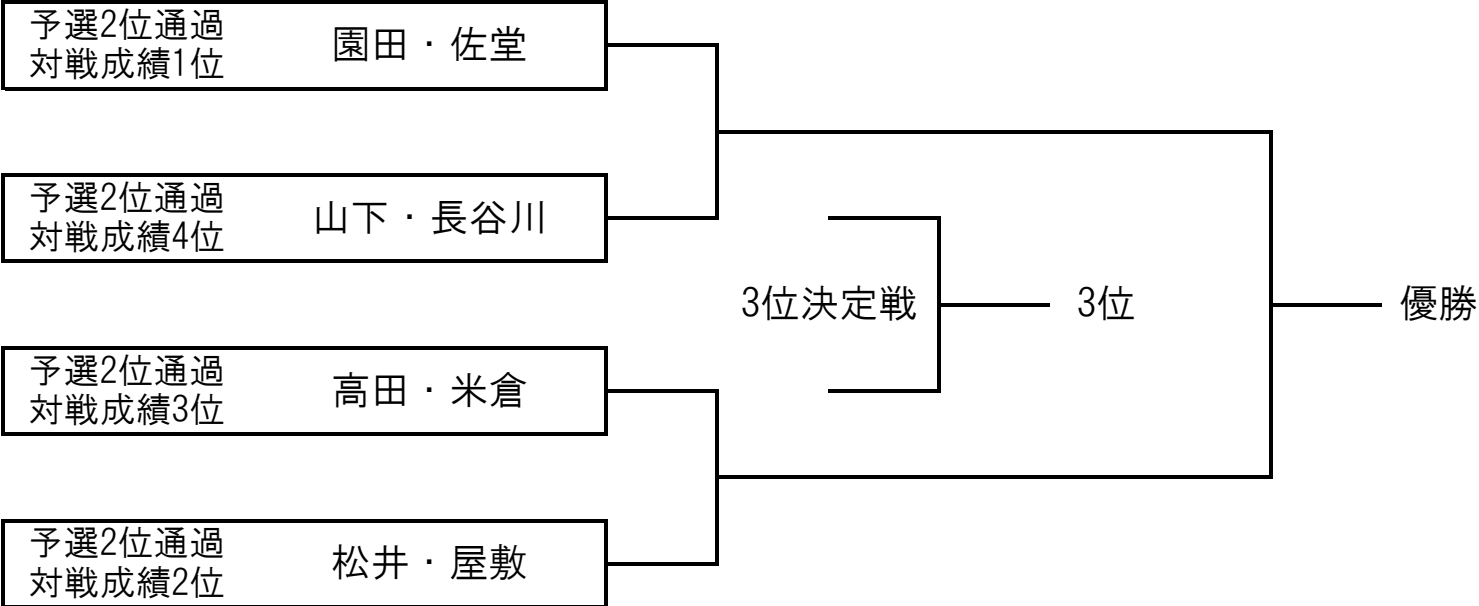 予選2位通過
対戦成績1位
園田・佐堂
予選2位通過
対戦成績4位
山下・長谷川
3位決定戦
3位
優勝
予選2位通過
対戦成績3位
高田・米倉
予選2位通過
対戦成績2位
松井・屋敷